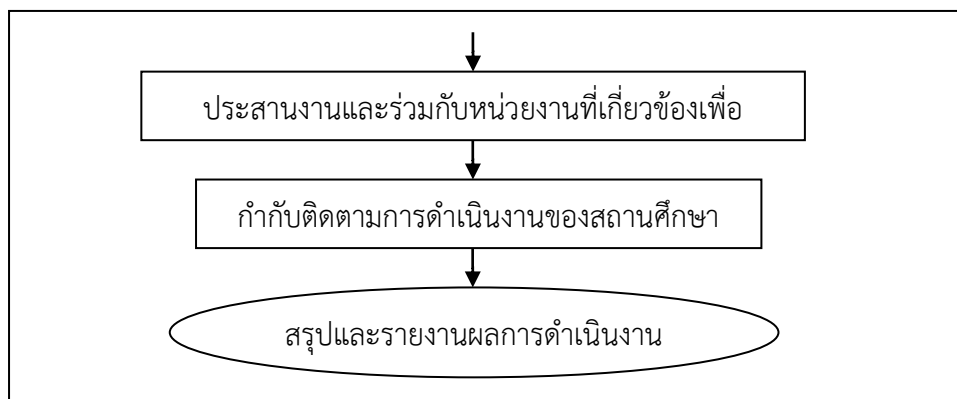 ประสานงานและร่วมกับหน่วยงานที่เกี่ยวข้องเพื่อ
กำกับติดตามการดำเนินงานของสถานศึกษา
สรุปและรายงานผลการดำเนินงาน